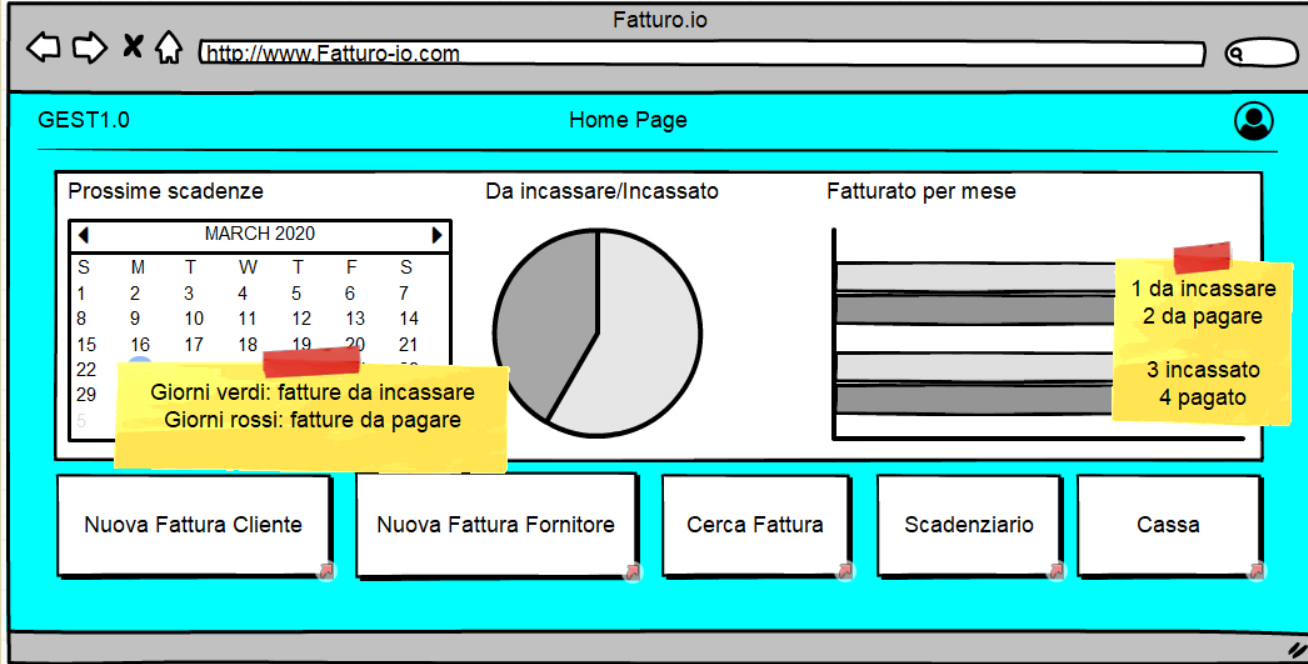 Fatturo.io
http://www.Fatturo-io.com
GEST1.0
Home Page
Prossime scadenze
Da incassare/Incassato
Fatturato per mese
MARCH 2020
S M T W T F S
1 2 3 4 5 6 7
8 9 10 11 12 13 14
15 16 17 18 19 20 21
22
29
5
Giorni verdi: fatture da incassare
Giorni rossi: fatture da pagare
1 da incassare
2 da pagare
3 incassato
4 pagato
Nuova Fattura Cliente
Nuova Fattura Fornitore
Cerca Fattura
Scadenziario
Cassa